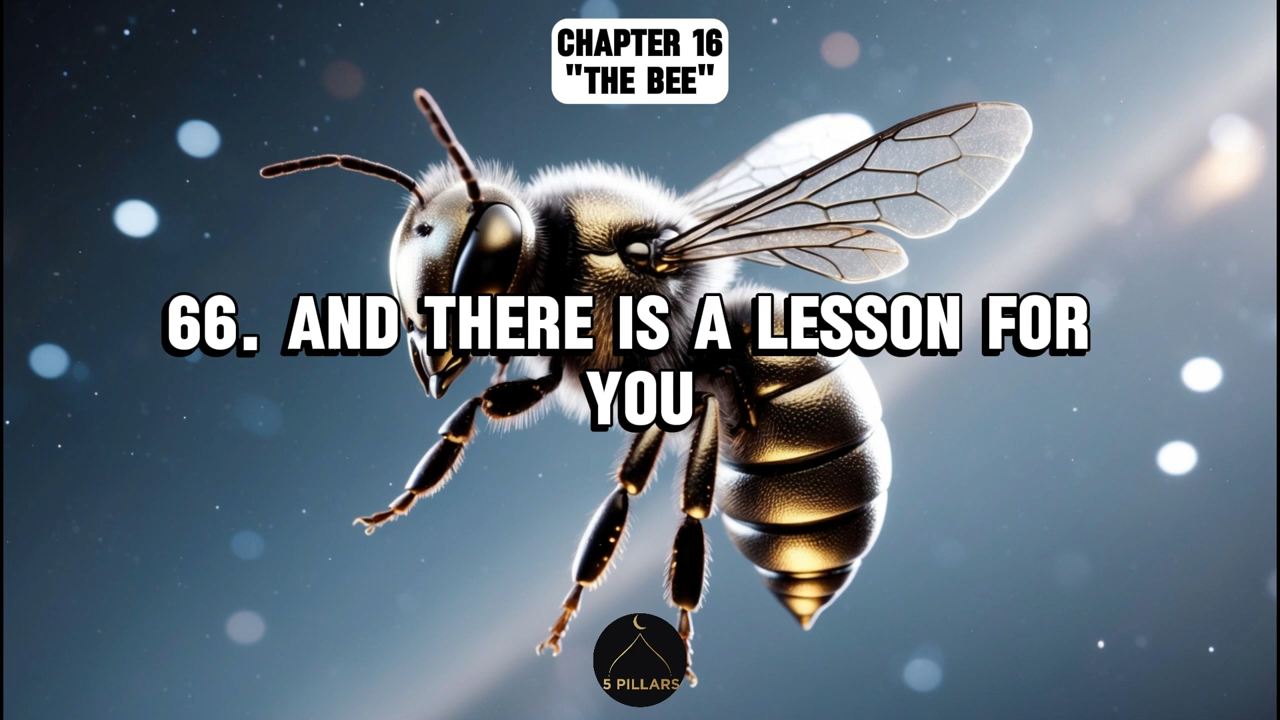 CHAPTER 16
"THE BEE"
66. AND THERE IS A LESSON FOR
YOU
5 PILLARS